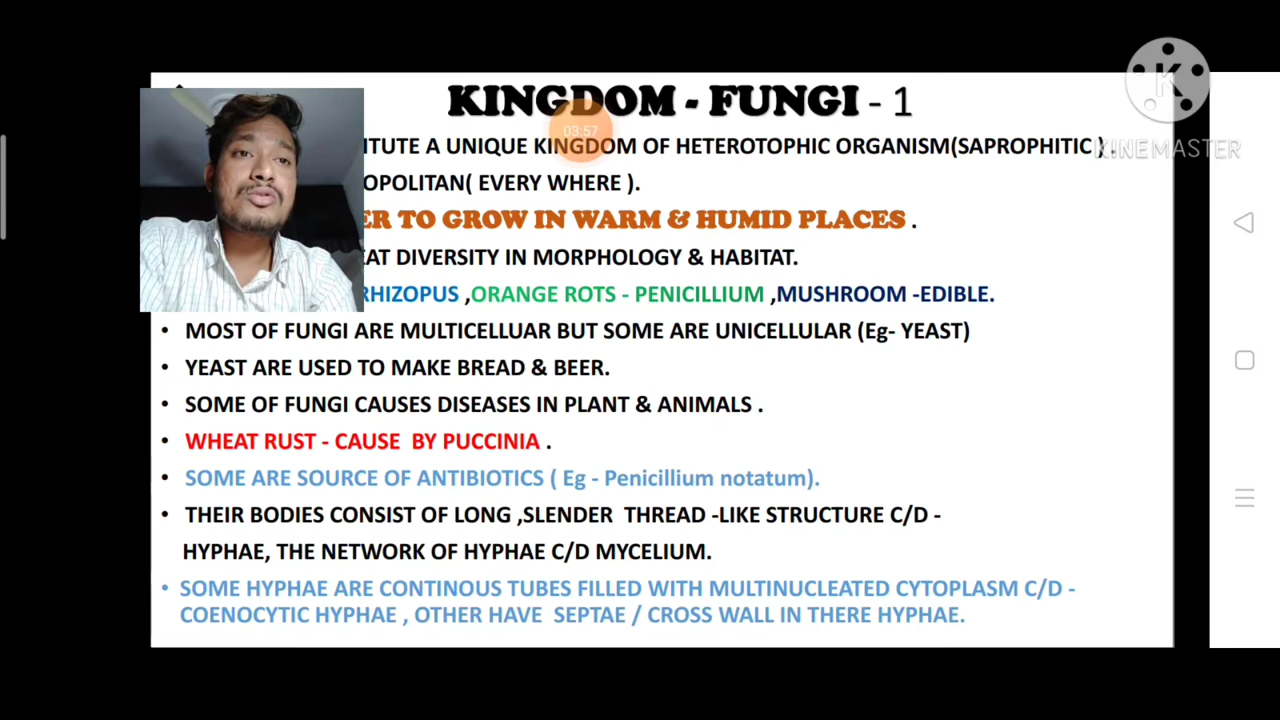 KINGDOM - FUNGI - 1
03:57
K
KINEMASTER
TUTE A UNIQUE KINGDOM OF HETEROTOPHIC ORGANISM(SAPROPHITIC ) .
OPOLITAN( EVERY WHERE ).
ER TO GROW IN WARM & HUMID PLACES .
EAT DIVERSITY IN MORPHOLOGY & HABITAT.
RHIZOPUS ,ORANGE ROTS - PENICILLIUM ,MUSHROOM -EDIBLE.
• MOST OF FUNGI ARE MULTICELLUAR BUT SOME ARE UNICELLULAR (Eg- YEAST)
• YEAST ARE USED TO MAKE BREAD & BEER.
• SOME OF FUNGI CAUSES DISEASES IN PLANT & ANIMALS .
• WHEAT RUST - CAUSE BY PUCCINIA .
• SOME ARE SOURCE OF ANTIBIOTICS ( Eg - Penicillium notatum).
• THEIR BODIES CONSIST OF LONG ,SLENDER THREAD -LIKE STRUCTURE C/D -
HYPHAE, THE NETWORK OF HYPHAE C/D MYCELIUM.
• SOME HYPHAE ARE CONTINOUS TUBES FILLED WITH MULTINUCLEATED CYTOPLASM C/D -
COENOCYTIC HYPHAE , OTHER HAVE SEPTAE / CROSS WALL IN THERE HYPHAE.